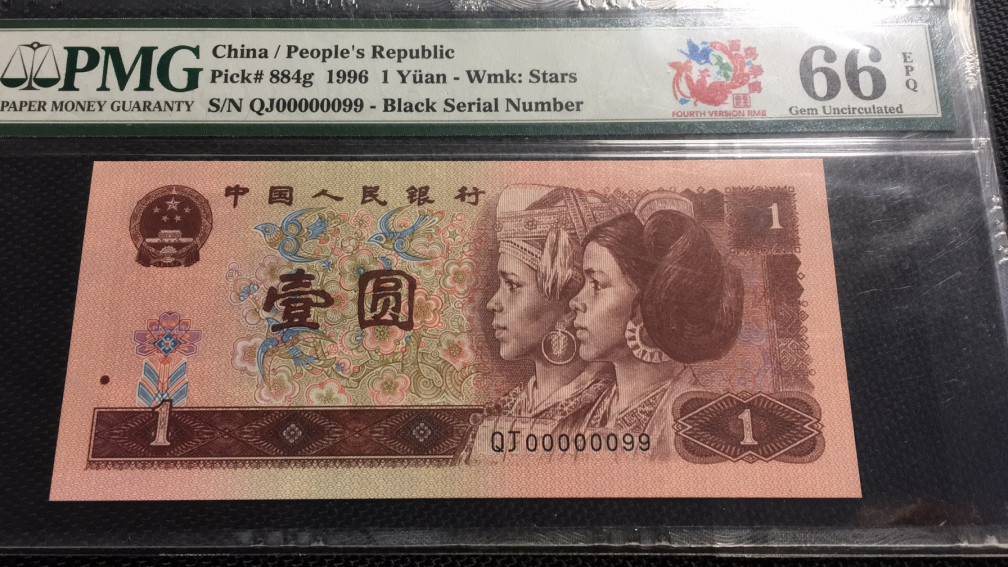 PMG
PAPER MONEY GUARANTY
China / People's Republic
Pick# 884g 1996 1 Yüan - Wmk: Stars
S/N QJ00000099 - Black Serial Number
FOURTH VERSION RMB
66
EPQ
Gem Uncirculated
中国人民银行
1
壹圆
1
QJ00000099
1